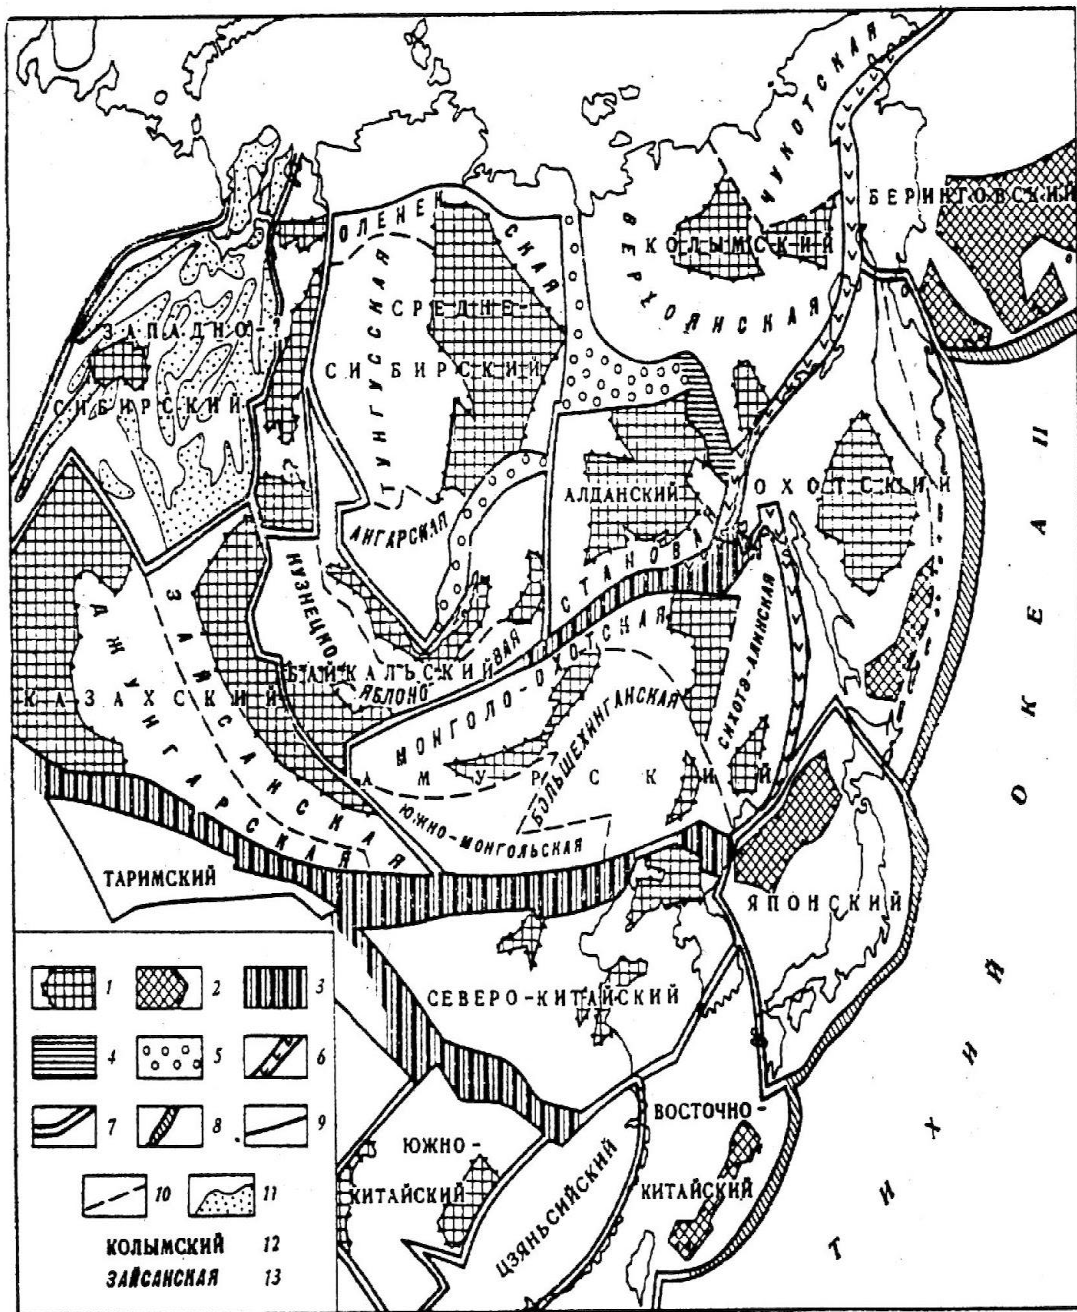 ЧУКОТСКАЯ
БЕРИНГОВСКИЙ
КОЛЫМСКИЙ
ВЕРХОЯНСКАЯ
ОЛЕНЕКСКАЯ
СРЕДНЕ-
СИБИРСКИЙ
ТУНГУССКАЯ
ЗАПАДНО-
СИБИРСКИЙ
АНГАРСКАЯ
АЛДАНСКИЙ
ОХОТСКИЙ
СТАНОВАЯ
КУЗНЕЦКО
БАЙКАЛЬСКИЙ
ЯБЛОНО-
ВАЯ
КАЗАХСКИЙ
ДЖУНГАРСКАЯ
ЗАЙСАНСКАЯ
МОНГОЛО-ОХОТСКАЯ
АМУРСКИЙ
БОЛЬШЕХИНГАНСКАЯ
СИХОТЭ-АЛИНСКАЯ
ЮЖНО-МОНГОЛЬСКАЯ
ТАРИМСКИЙ
ЯПОНСКИЙ
СЕВЕРО-КИТАЙСКИЙ
ВОСТОЧНО-
КИТАЙСКИЙ
ЮЖНО-
КИТАЙСКИЙ
ЦЗЯНЬСИЙСКИЙ
ТИХИЙ
ОКЕАН
1 2 3
4 5 6
7 8 9
10 11
КОЛЫМСКИЙ 12
ЗАЙСАНСКАЯ 13